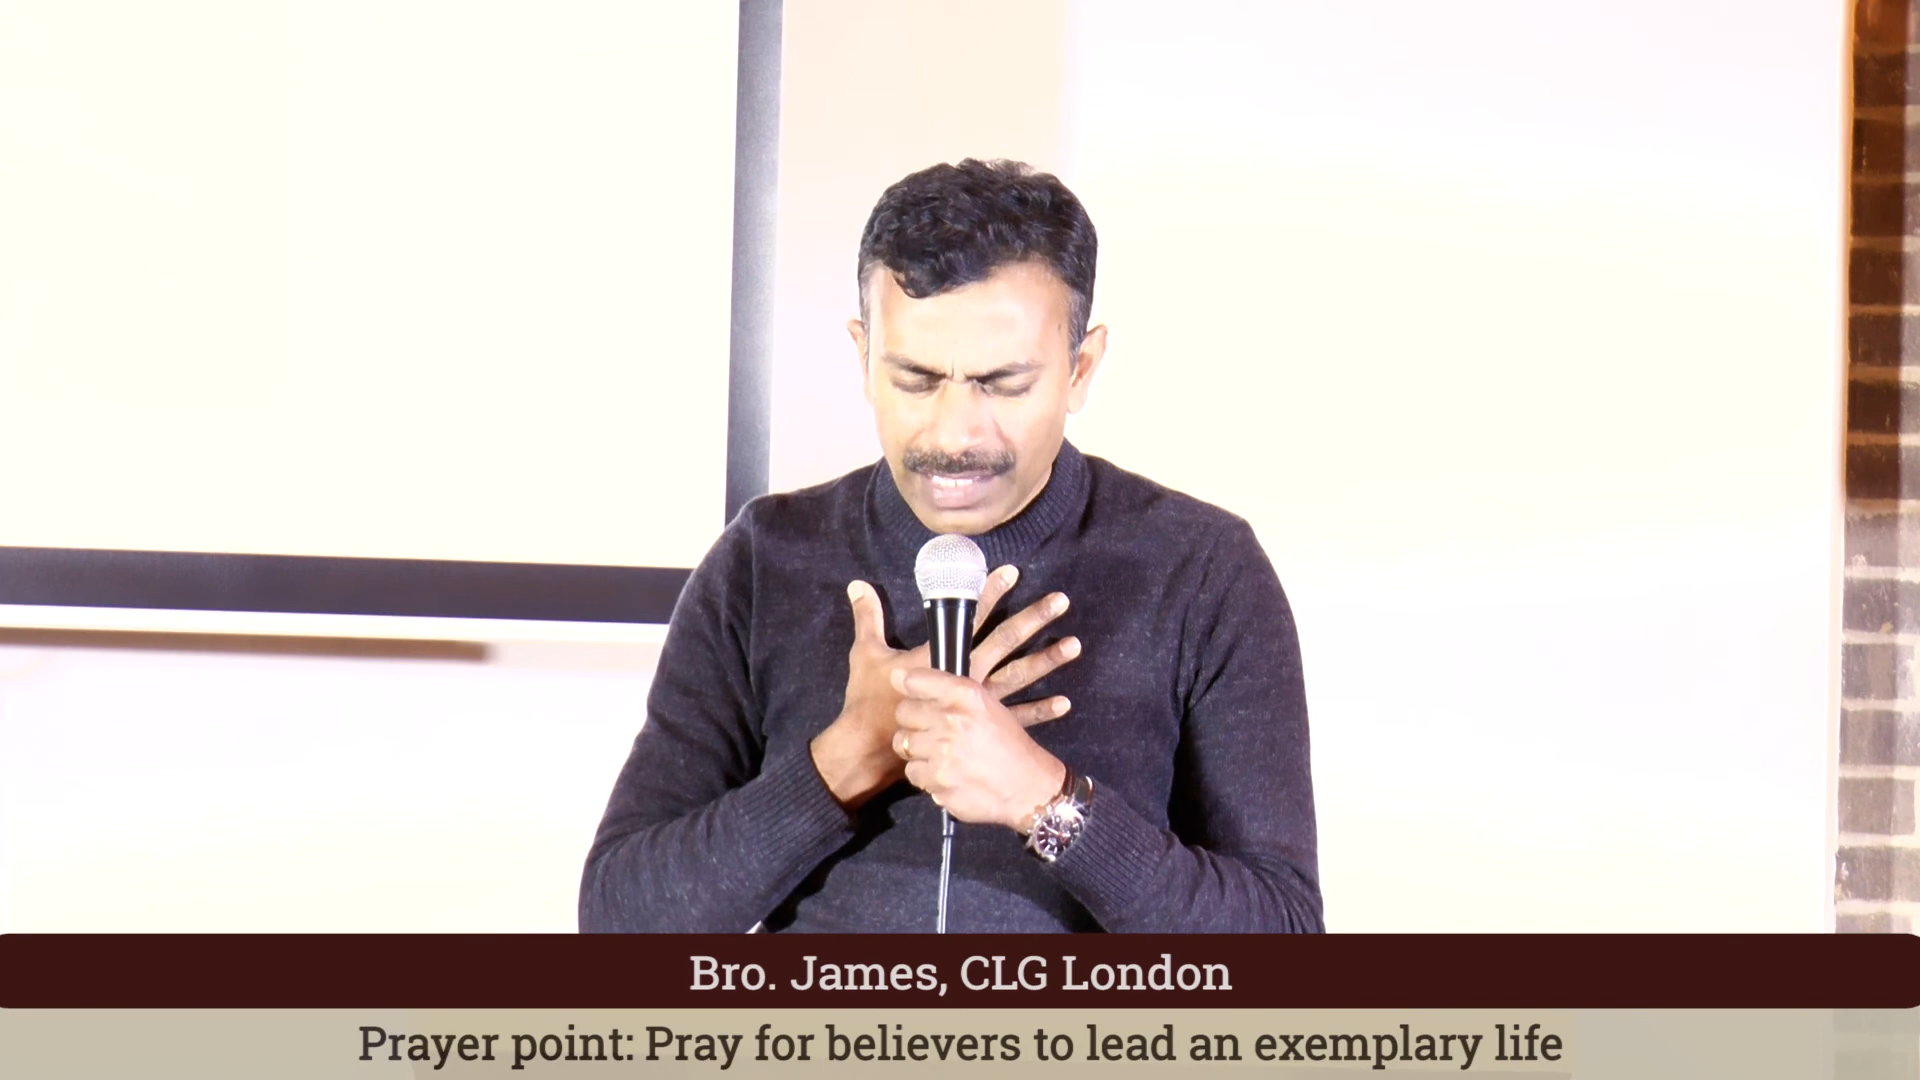 Bro. James, CLG London
Prayer point: Pray for believers to lead an exemplary life